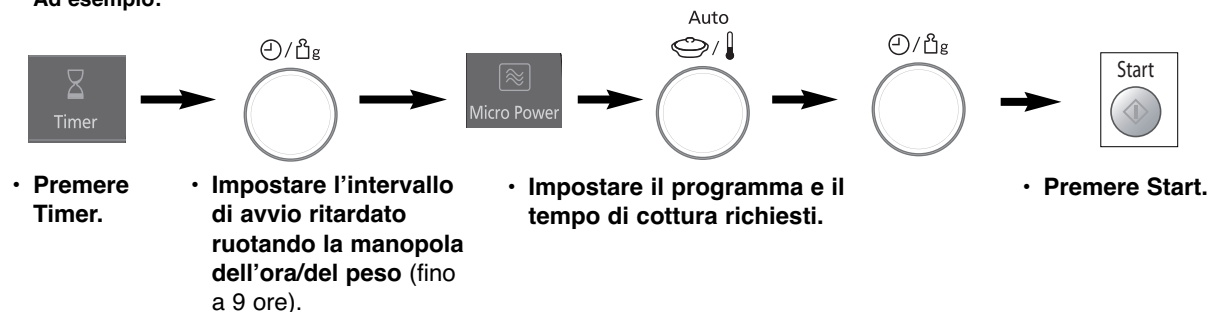 Ad esempio:
Auto
/ g
/
/ g
Start
Timer
Micro Power
• Premere
Timer.
• Impostare l’intervallo
di avvio ritardato
ruotando la manopola
dell’ora/del peso (fino
a 9 ore).
• Impostare il programma e il
tempo di cottura richiesti.
• Premere Start.